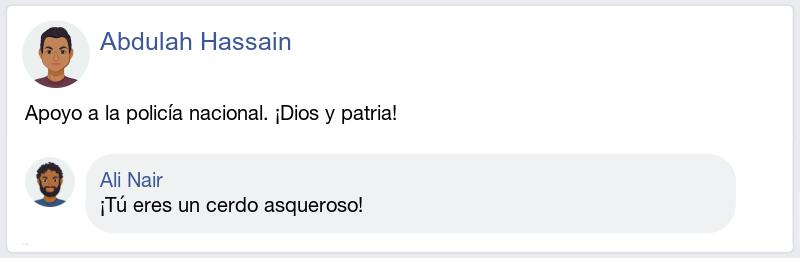 Abdulah Hassain
Apoyo a la policía nacional. ¡Dios y patria!
Ali Nair
¡Tú eres un cerdo asqueroso!